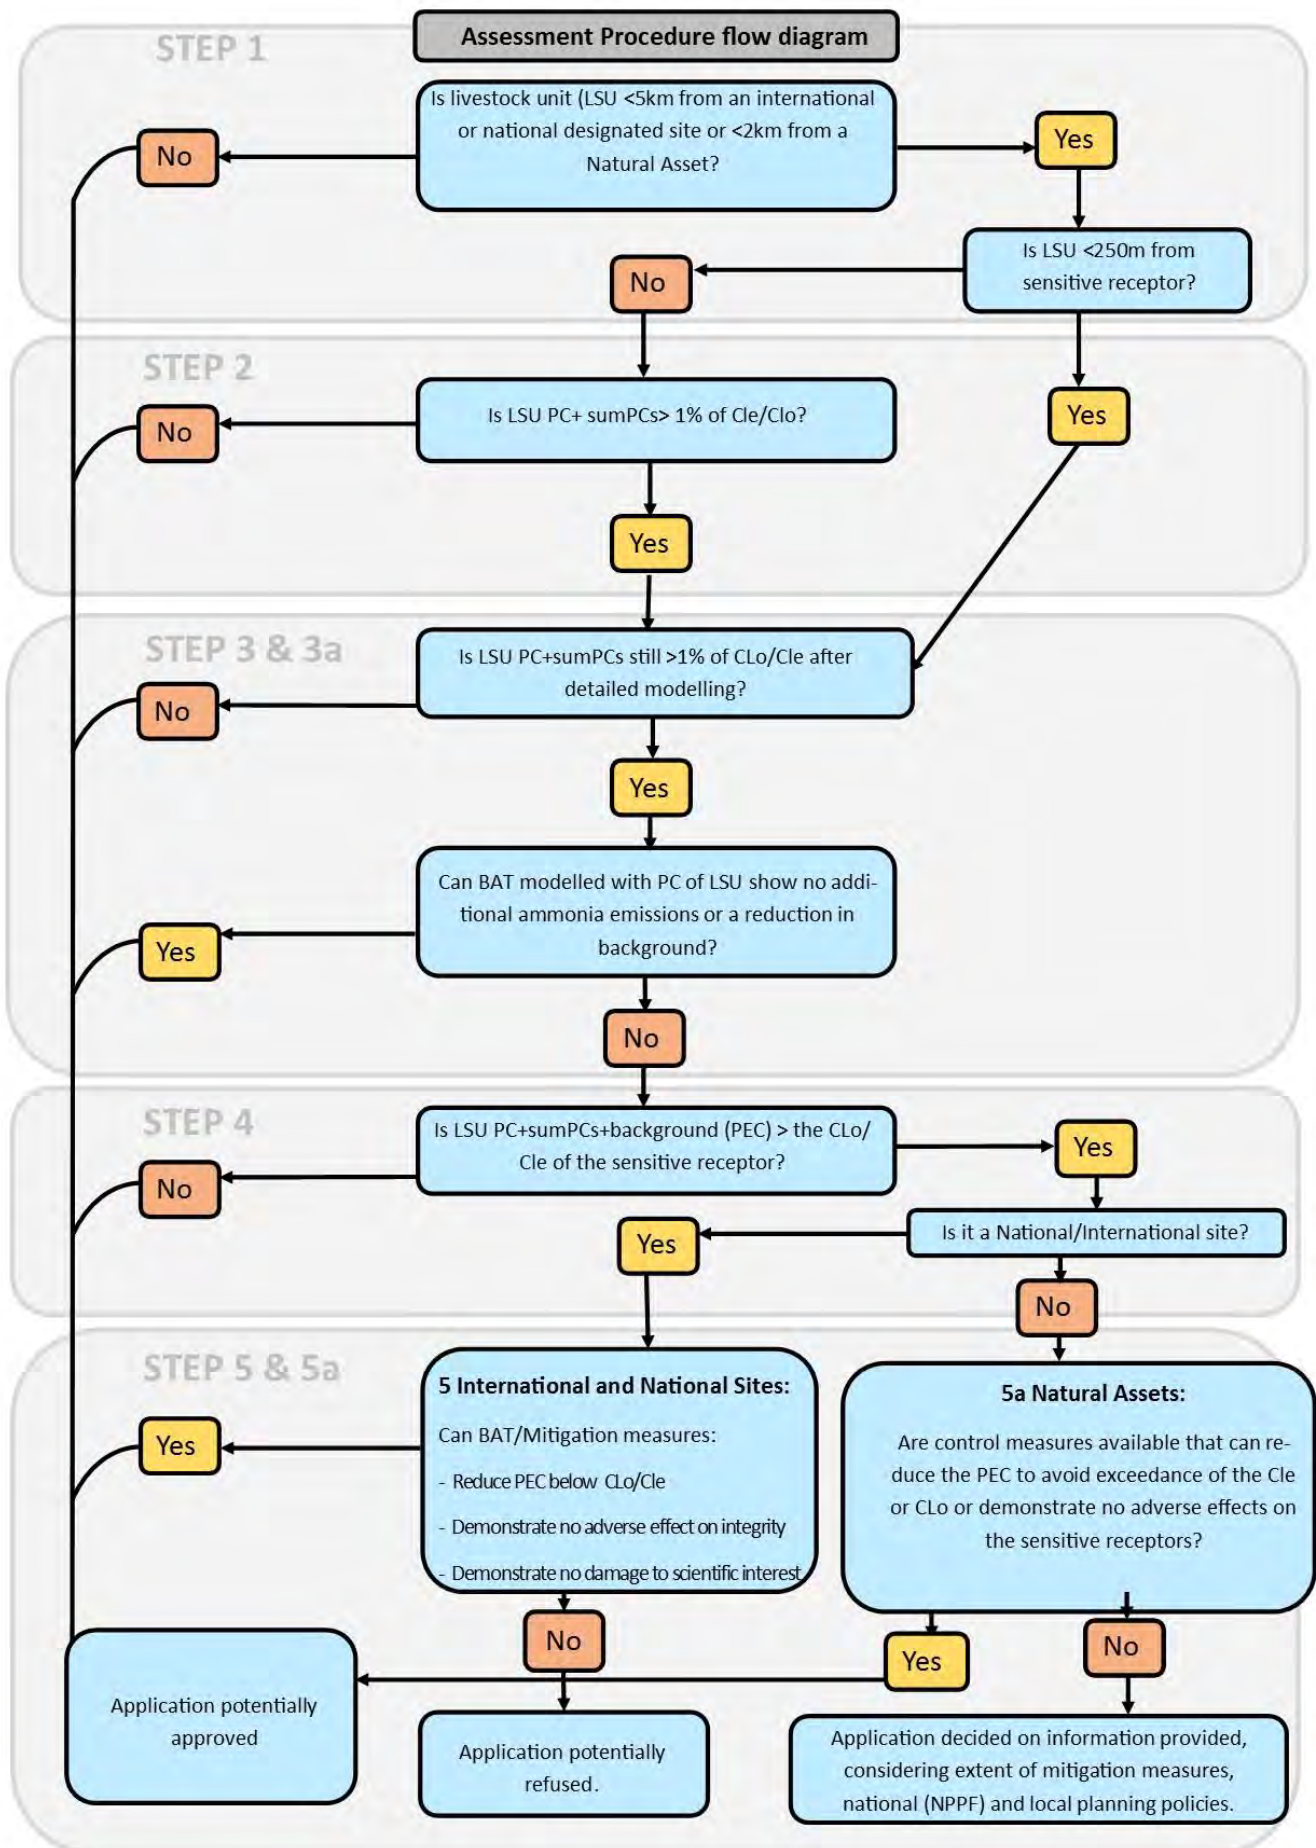 Assessment Procedure flow diagram
STEP 1
Is livestock unit (LSU <5km from an international
or national designated site or <2km from a
Natural Asset?
No
Yes
Is LSU <250m from
sensitive receptor?
No
STEP 2
Is LSU PC+ sumPCs> 1% of Cle/Clo?
No
Yes
Yes
STEP 3 & 3a
Is LSU PC+sumPCs still >1% of CLo/Cle after
detailed modelling?
No
Yes
Can BAT modelled with PC of LSU show no addi-
tional ammonia emissions or a reduction in
background?
Yes
No
STEP 4
Is LSU PC+sumPCs+background (PEC) > the CLo/
Cle of the sensitive receptor?
Yes
No
Is it a National/International site?
Yes
No
STEP 5 & 5a
5 International and National Sites:
Can BAT/Mitigation measures:
- Reduce PEC below CLo/Cle
- Demonstrate no adverse effect on integrity
- Demonstrate no damage to scientific interest
Yes
5a Natural Assets:
Are control measures available that can re-
duce the PEC to avoid exceedance of the Cle
or CLo or demonstrate no adverse effects on
the sensitive receptors?
No
Yes
No
Application potentially
approved
Application potentially
refused.
Application decided on information provided,
considering extent of mitigation measures,
national (NPPF) and local planning policies.